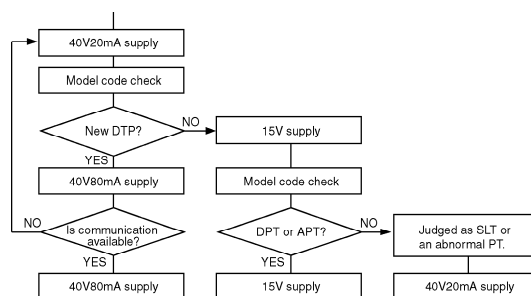 40V20mA supply
Model code check
New DTP?
NO
15V supply
YES
40V80mA supply
Model code check
NO
Is communication
available?
DPT or APT?
NO
Judged as SLT or
an abnormal PT.
YES
YES
40V80mA supply
15V supply
40V20mA supply